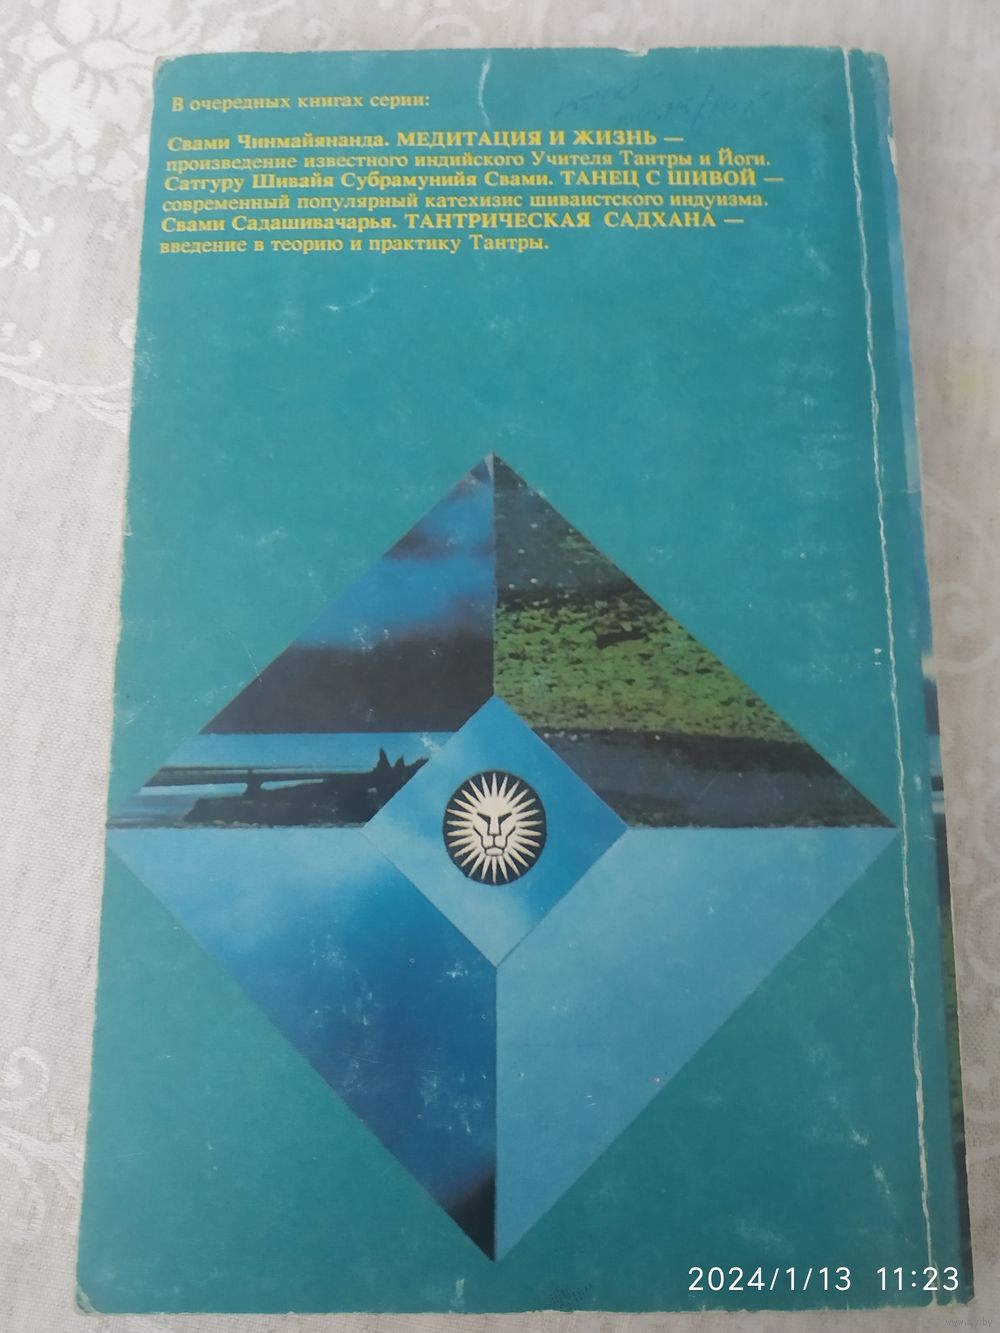 В очередных книгах серии:
Свами Чинмайянанда. МЕДИТАЦИЯ И ЖИЗНЬ —
произведение известного индийского Учителя Тантры и Йоги.
Сатгуру Шивайя Субрамунийя Свами. ТАНЕЦ С ШИВОЙ —
современный популярный катехизис шиваистского индуизма.
Свами Садашивачарья. ТАНТРИЧЕСКАЯ САДХАНА —
введение в теорию и практику Тантры.
2024/1/13 11:23